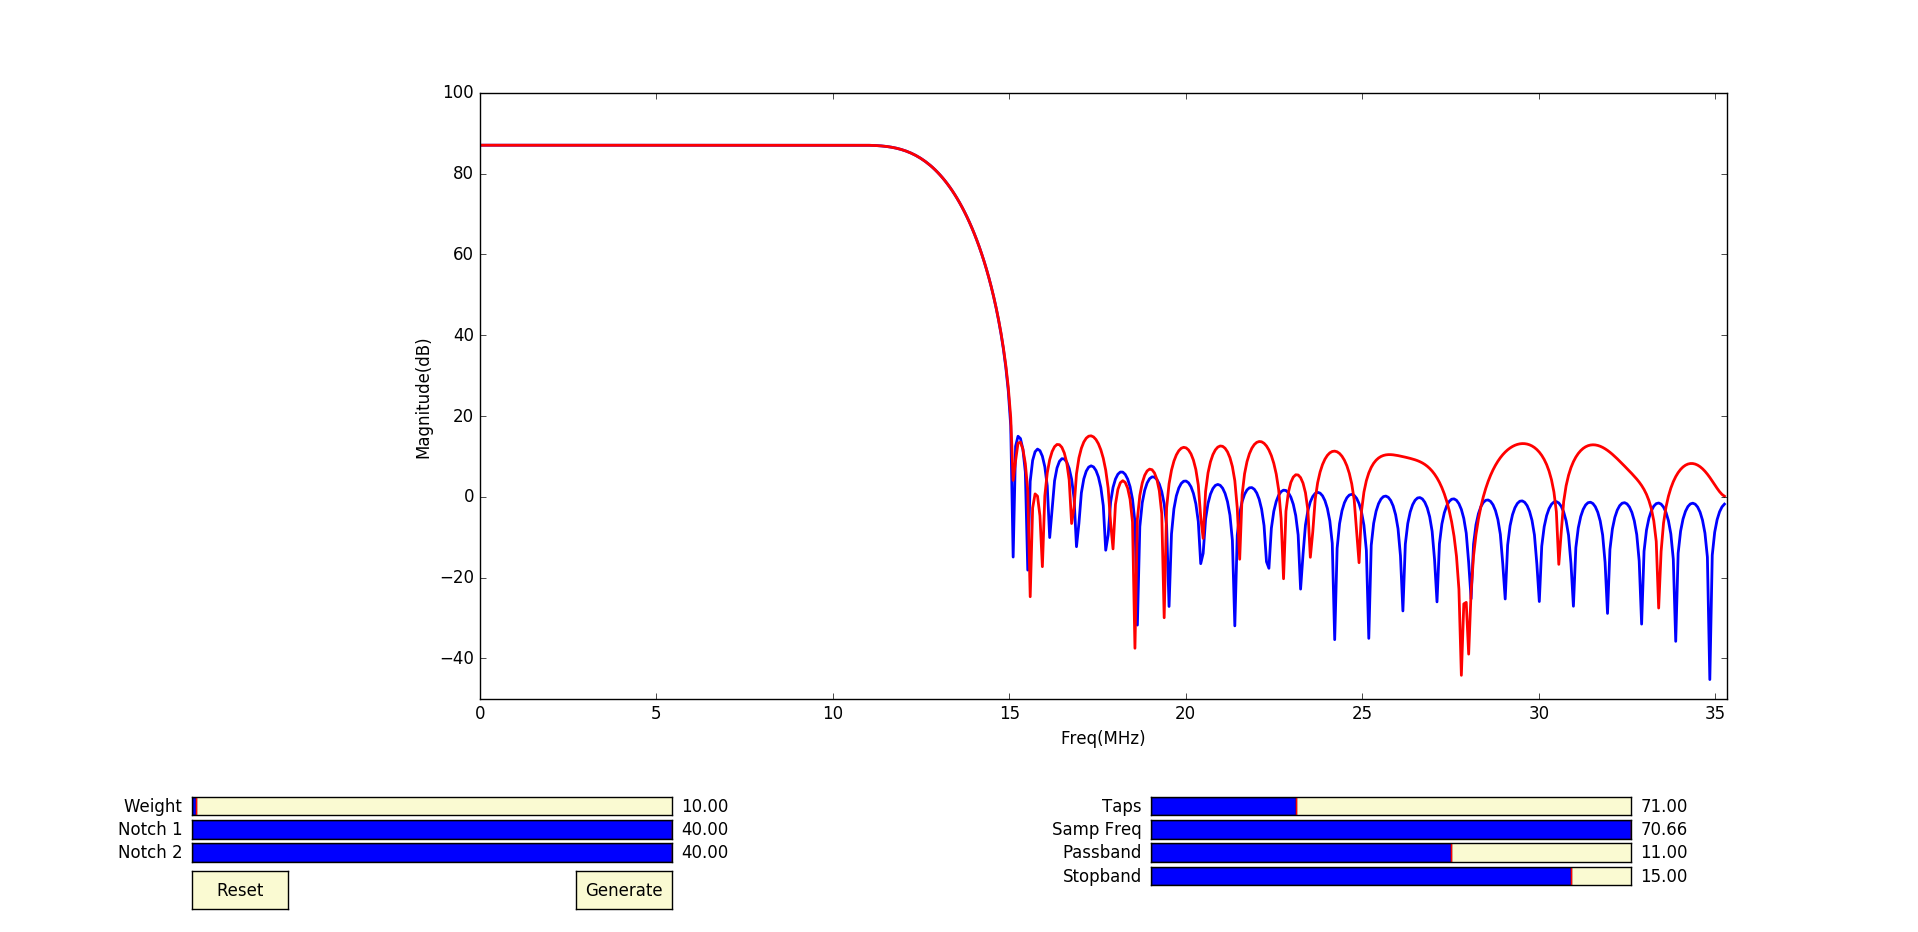 100
80
60
40
20
0
−20
−40
Magnitude(dB)
0 5 10 15 20 25 30 35
Freq(MHz)
Weight 10.00
Notch 1 40.00
Notch 2 40.00
Reset Generate
Taps 71.00
Samp Freq 70.66
Passband 11.00
Stopband 15.00